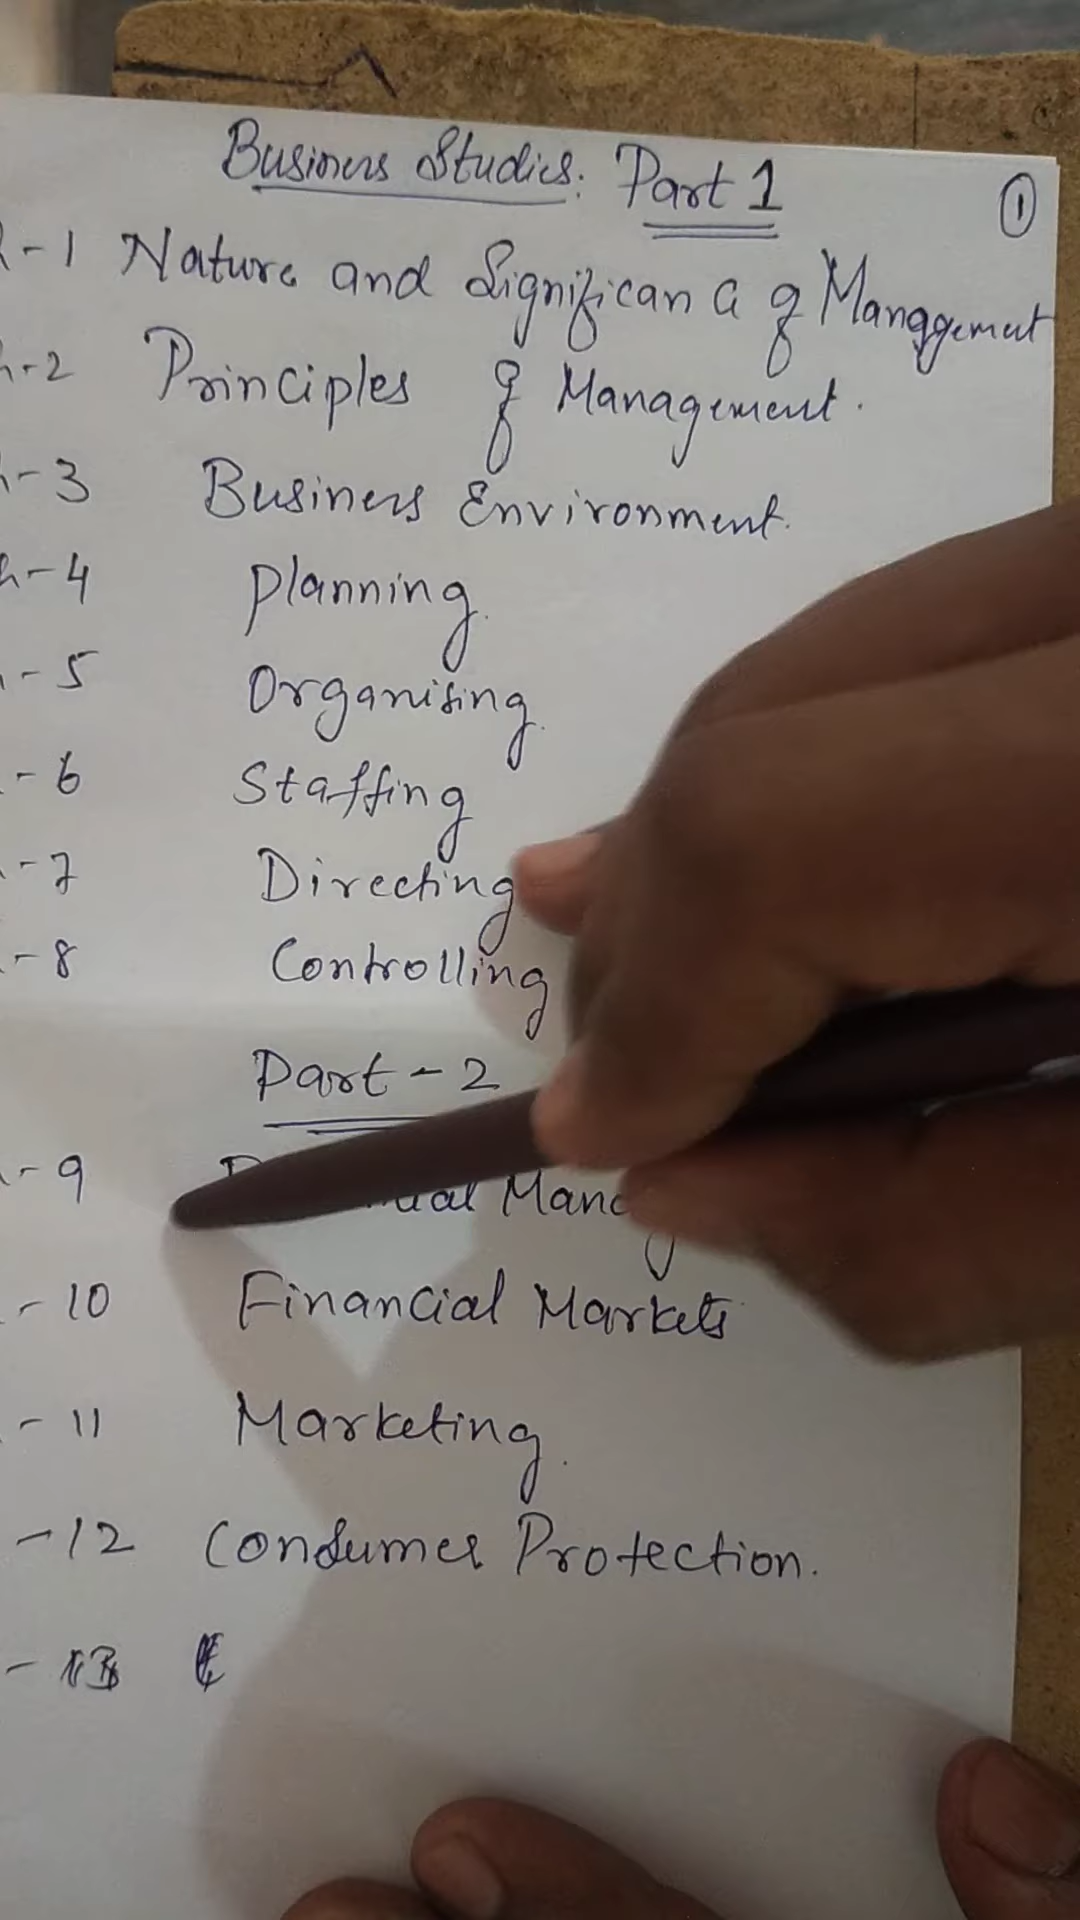 Business Studies: Part 1
1
-1 Nature and Significance of Management
-2 Principles of Management.
-3 Business Environment.
-4 Planning.
-5 Organising.
-6 Staffing
-7 Directing
-8 Controlling
Part - 2
-9
-10 Financial Markets
-11 Marketing.
-12 Consumer Protection.
-13